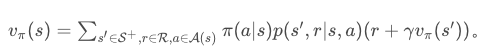 v_π(s) = ∑_{s'∈𝒮⁺,r∈ℛ,a∈𝒜(s)} π(a|s)p(s', r|s, a)(r + γv_π(s'))。